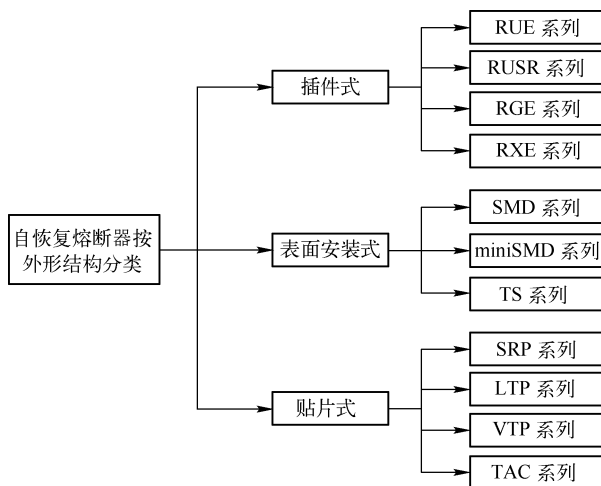 自恢复熔断器按
外形结构分类
插件式
RUE 系列
RUSR 系列
RGE 系列
RXE 系列
表面安装式
SMD 系列
miniSMD 系列
TS 系列
贴片式
SRP 系列
LTP 系列
VTP 系列
TAC 系列